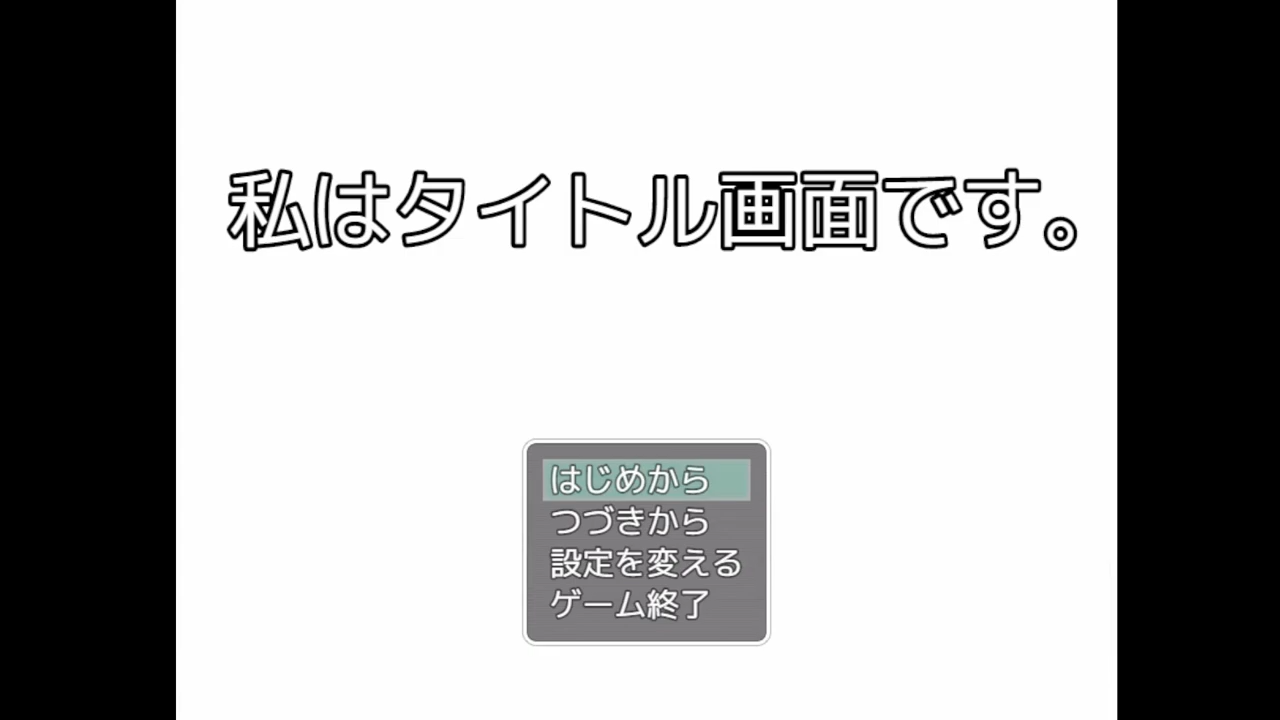 私はタイトル画面です。
はじめから
つづきから
設定を変える
ゲーム終了